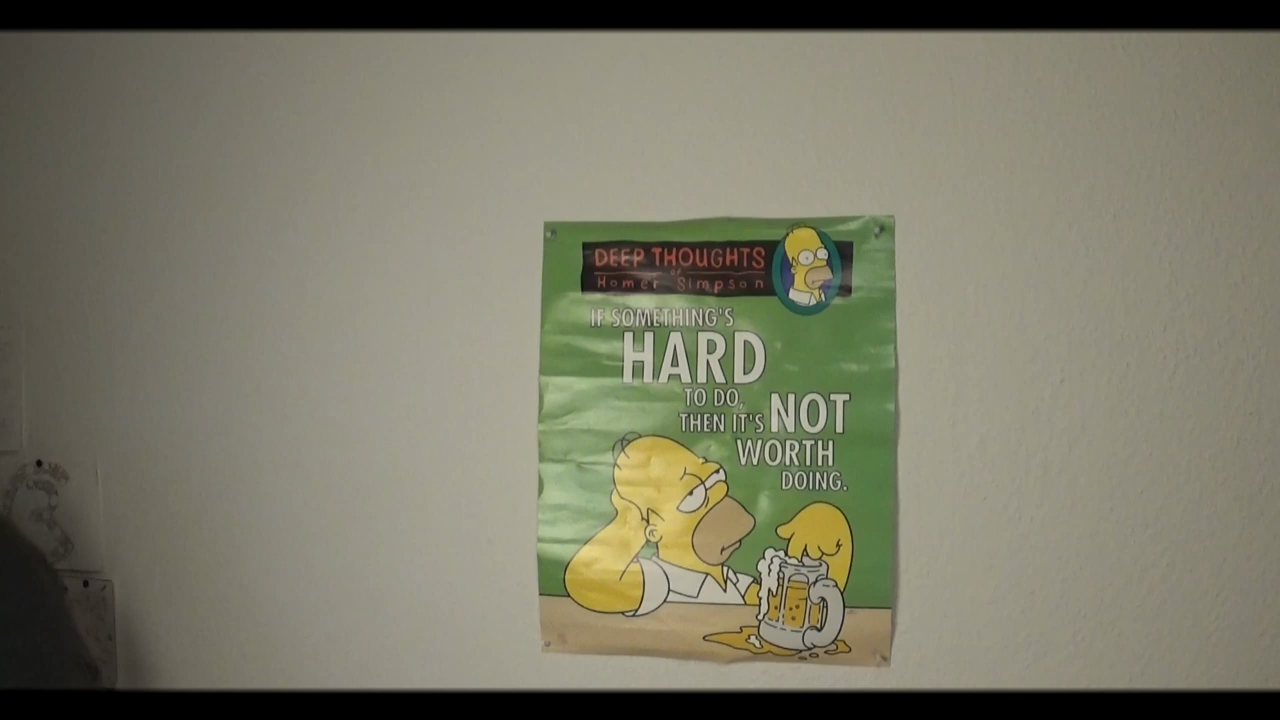 DEEP THOUGHTS
of
Homer Simpson
IF SOMETHING'S
HARD
TO DO,
THEN IT'S NOT
WORTH
DOING.